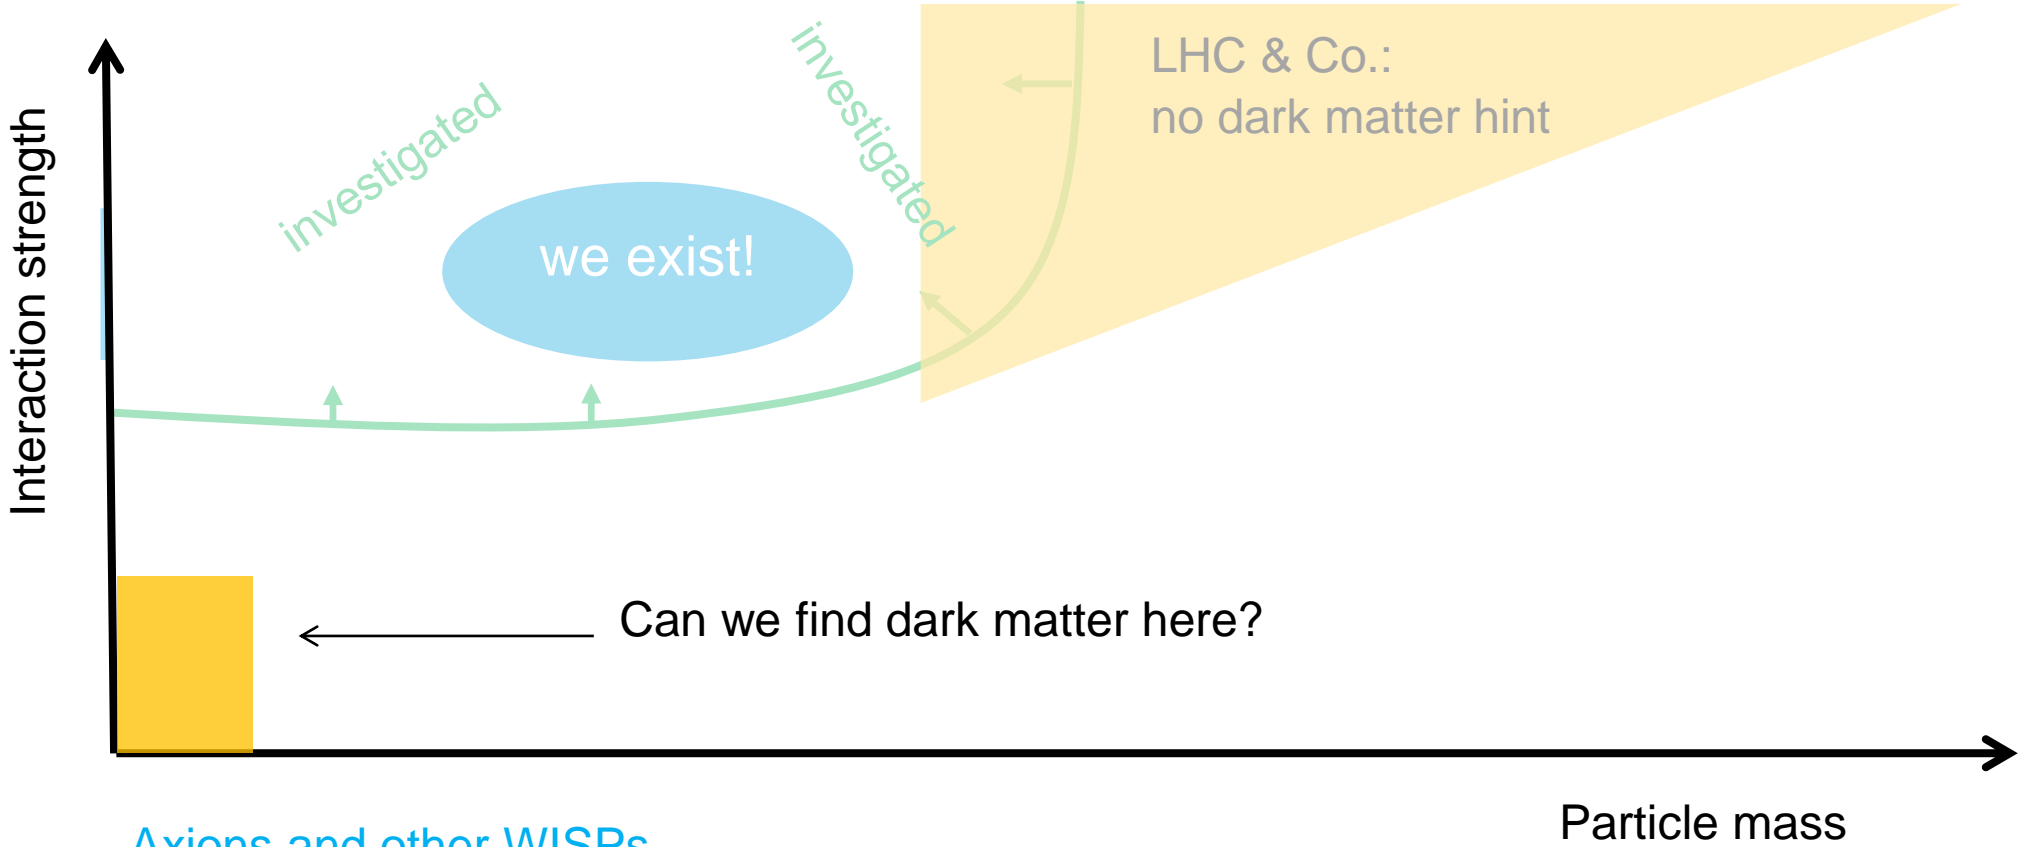 Interaction strength
investigated
investigated
LHC & Co.:
no dark matter hint
we exist!
Can we find dark matter here?
Particle mass
Axions and other WISPs